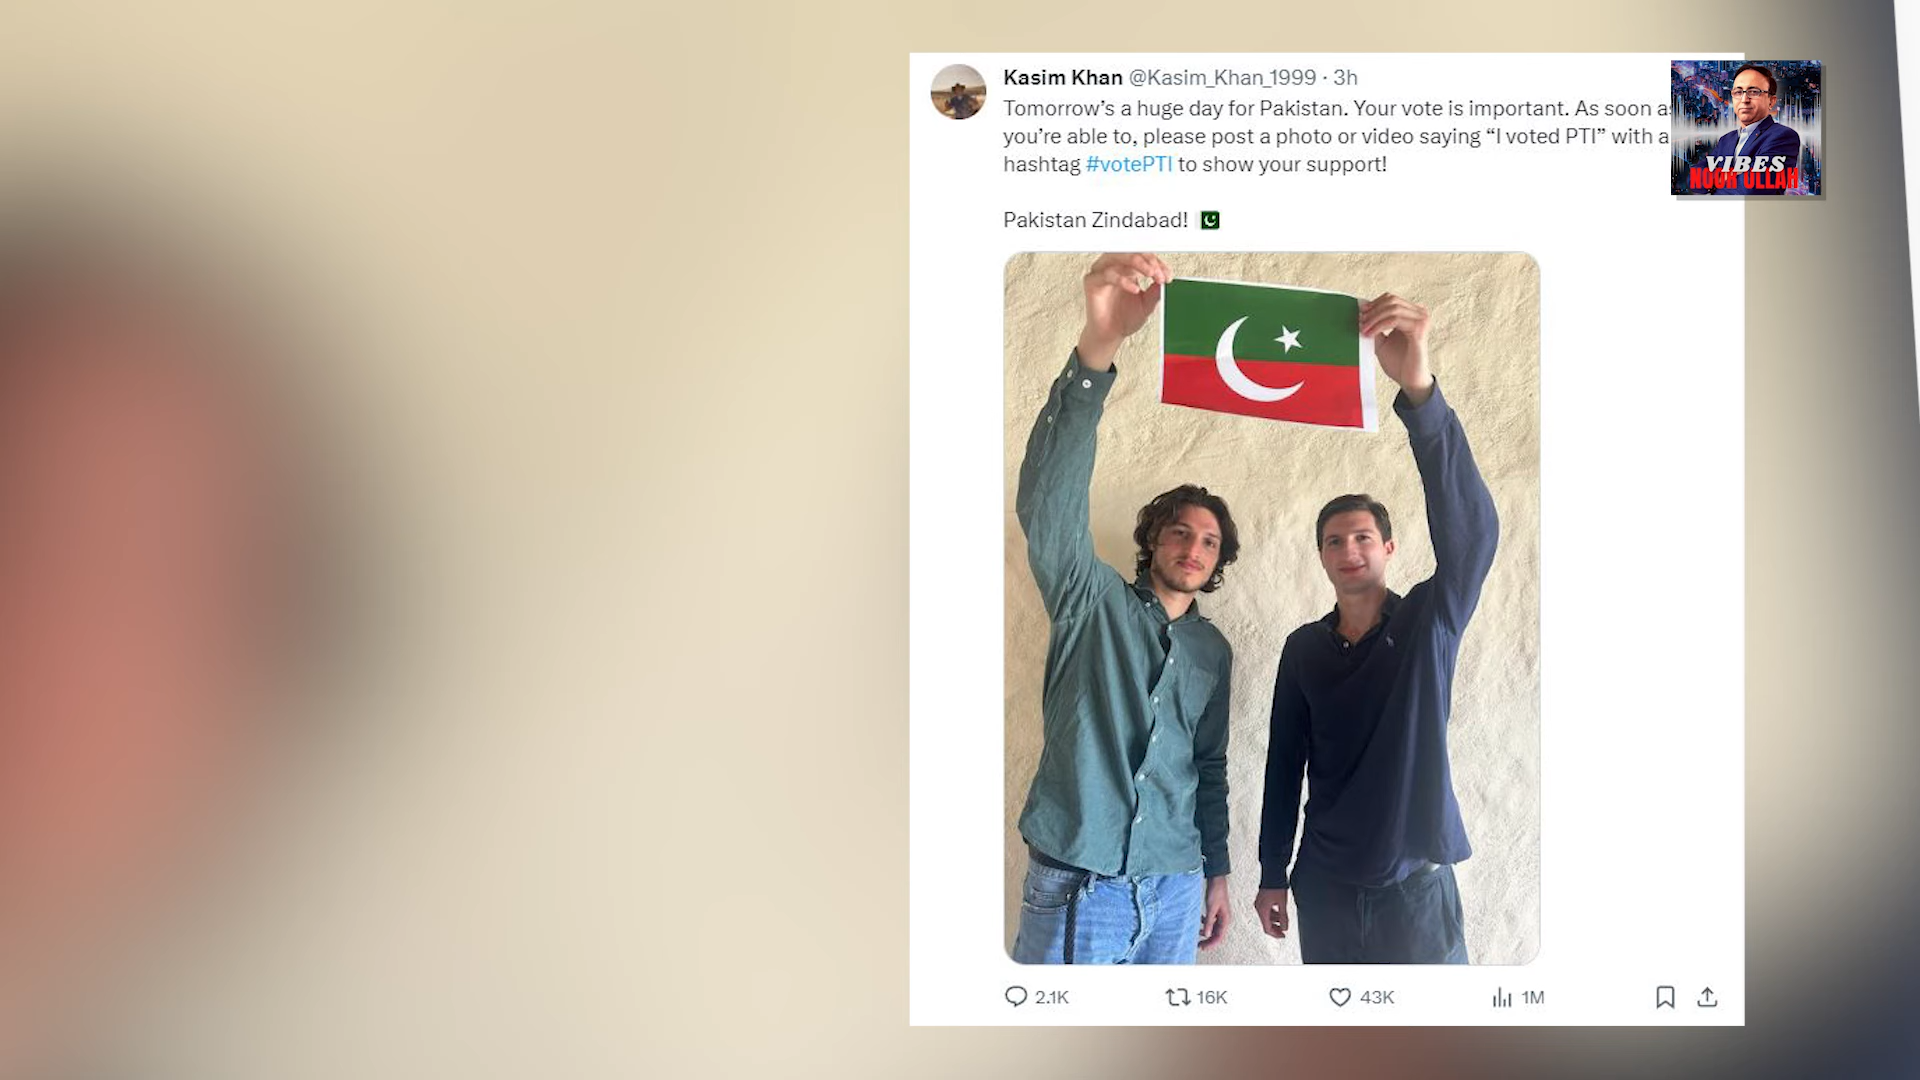 Kasim Khan @Kasim_Khan_1999 · 3h
Tomorrow’s a huge day for Pakistan. Your vote is important. As soon as
you’re able to, please post a photo or video saying “I voted PTI” with a
hashtag #votePTI to show your support!
Pakistan Zindabad!
2.1K 16K 43K 1M
VIBES
NOOR ULLAH